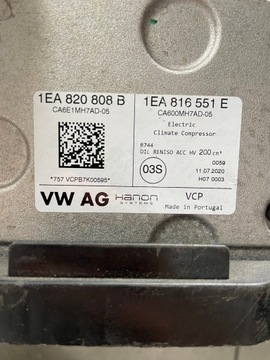 1EA 820 808 B
CA6E1MH7AD-05
1EA 816 551 E
CA600MH7AD-05
Electric
Climate Compressor
R744
OIL RENISO ACC HV 200 cm³
0059
03S
11.07.2020
H07 0003
*757 VCPB7K00595*
VW AG
Hanon
SYSTEMS
VCP
Made in Portugal